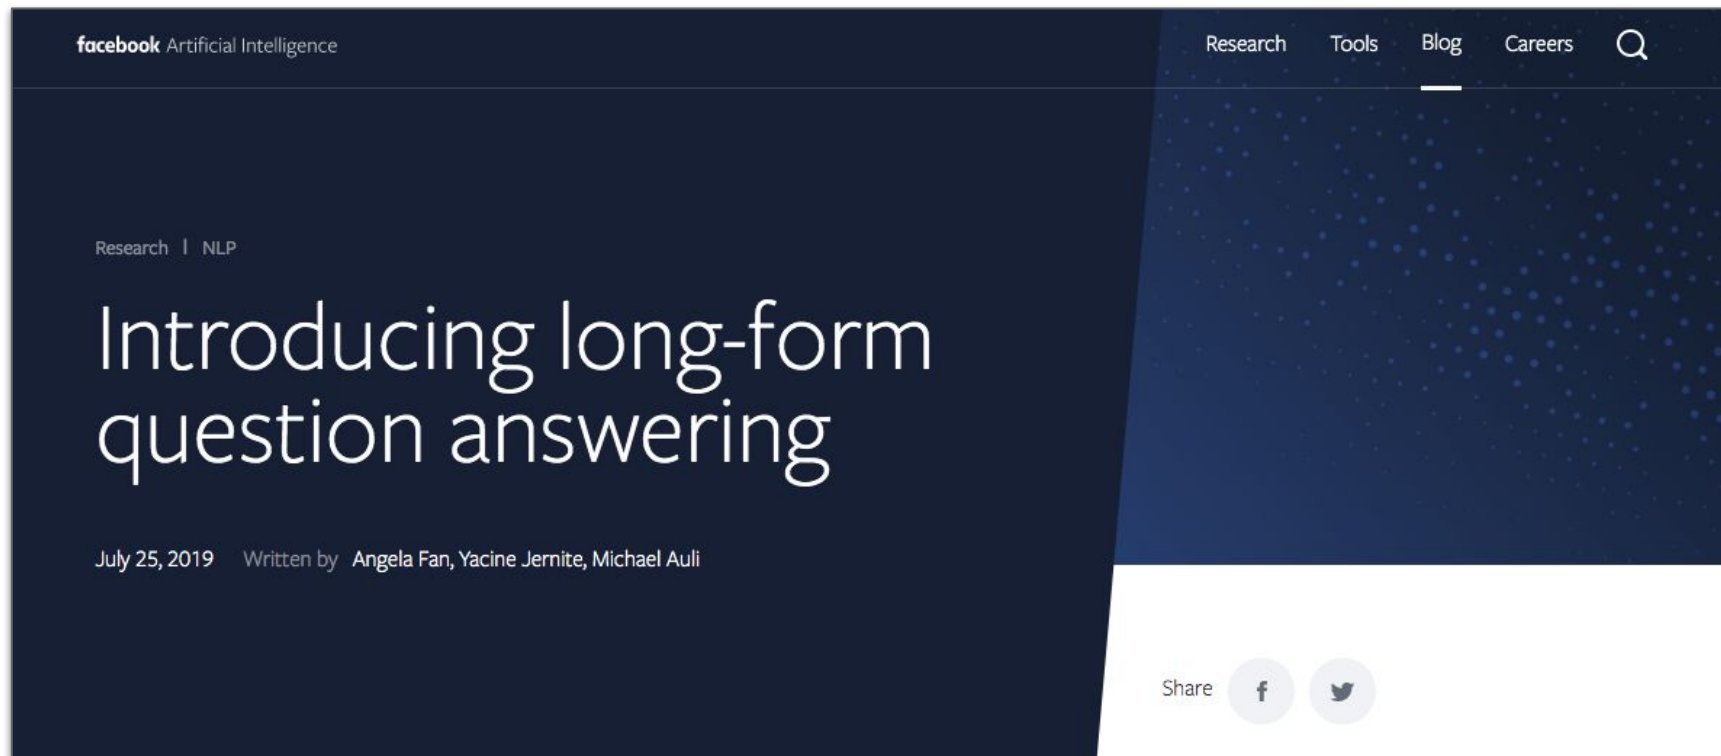 facebook Artificial Intelligence
Research Tools Blog Careers
Research | NLP
Introducing long-form
question answering
July 25, 2019 Written by Angela Fan, Yacine Jernite, Michael Auli
Share